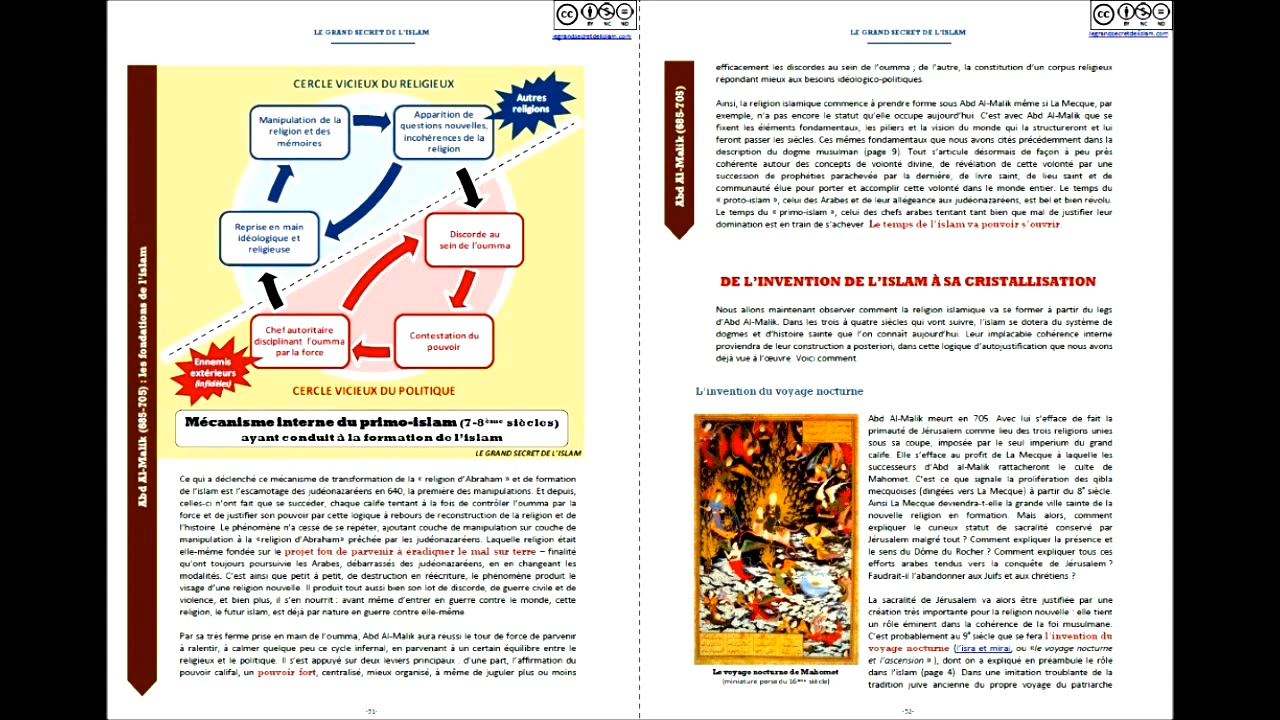 LE GRAND SECRET DE L'ISLAM
cc
BY NC ND
legrandsecretdelislam.com
Abd Al-Malik (685-705) : les fondations de l'islam
CERCLE VICIEUX DU RELIGIEUX
Autres
religions
Manipulation de la
religion et des
mémoires
Apparition de
questions nouvelles,
incohérences de la
religion
Reprise en main
idéologique et
religieuse
Discorde au
sein de l'oumma
Chef autoritaire
disciplinant l'oumma
par la force
Contestation du
pouvoir
Ennemis
extérieurs
(infidèles)
CERCLE VICIEUX DU POLITIQUE
Mécanisme interne du primo-islam (7-8ème siècles)
ayant conduit à la formation de l'islam
LE GRAND SECRET DE L'ISLAM
Ce qui a déclenché ce mécanisme de transformation de la « religion d'Abraham » et de formation
de l'islam est l'escamotage des judéonazaréens en 640, la première des manipulations. Et depuis,
celles-ci n'ont fait que se succéder, chaque calife tentant à la fois de contrôler l'oumma par la
force et de justifier son pouvoir par cette logique à rebours de reconstruction de la religion et de
l'histoire. Le phénomène n'a cessé de se répéter, ajoutant couche de manipulation sur couche de
manipulation à la «religion d'Abraham» prêchée par les judéonazaréens. Laquelle religion était
elle-même fondée sur le projet fou de parvenir à éradiquer le mal sur terre – finalité
qu'ont toujours poursuivie les Arabes, débarrassés des judéonazaréens, en en changeant les
modalités. C'est ainsi que petit à petit, de destruction en réécriture, le phénomène produit le
visage d'une religion nouvelle. Il produit tout aussi bien son lot de discorde, de guerre civile et de
violence, et bien plus, il s'en nourrit : avant même d'entrer en guerre contre le monde, cette
religion, le futur islam, est déjà par nature en guerre contre elle-même.
Par sa très ferme prise en main de l'oumma, Abd Al-Malik aura réussi le tour de force de parvenir
à ralentir, à calmer quelque peu ce cycle infernal, en parvenant à un certain équilibre entre le
religieux et le politique. Il s'est appuyé sur deux leviers principaux : d'une part, l'affirmation du
pouvoir califal, un pouvoir fort, centralisé, mieux organisé, à même de juguler plus ou moins
-51-
LE GRAND SECRET DE L'ISLAM
cc
BY NC ND
legrandsecretdelislam.com
Abd Al-Malik (685-705)
efficacement les discordes au sein de l'oumma ; de l'autre, la constitution d'un corpus religieux
répondant mieux aux besoins idéologico-politiques.
Ainsi, la religion islamique commence à prendre forme sous Abd Al-Malik même si La Mecque, par
exemple, n'a pas encore le statut qu'elle occupe aujourd'hui. C'est avec Abd Al-Malik que se
fixent les éléments fondamentaux, les piliers et la vision du monde qui la structureront et lui
feront passer les siècles. Ces mêmes fondamentaux que nous avons cités précédemment dans la
description du dogme musulman (page 9). Tout s'articule désormais de façon à peu près
cohérente autour des concepts de volonté divine, de révélation de cette volonté par une
succession de prophéties parachevée par la dernière, de livre saint, de lieu saint et de
communauté élue pour porter et accomplir cette volonté dans le monde entier. Le temps du
« proto-islam », celui des Arabes et de leur allégeance aux judéonazaréens, est bel et bien révolu.
Le temps du « primo-islam », celui des chefs arabes tentant tant bien que mal de justifier leur
domination est en train de s'achever. Le temps de l'islam va pouvoir s'ouvrir.
DE L'INVENTION DE L'ISLAM À SA CRISTALLISATION
Nous allons maintenant observer comment la religion islamique va se former à partir du legs
d'Abd Al-Malik. Dans les trois à quatre siècles qui vont suivre, l'islam se dotera du système de
dogmes et d'histoire sainte que l'on connaît aujourd'hui. Leur implacable cohérence interne
proviendra de leur construction a posteriori, dans cette logique d'autojustification que nous avons
déjà vue à l'œuvre. Voici comment.
L'invention du voyage nocturne
Abd Al-Malik meurt en 705. Avec lui s'efface de fait la
primauté de Jérusalem comme lieu des trois religions unies
sous sa coupe, imposée par le seul imperium du grand
calife. Elle s'efface au profit de La Mecque à laquelle les
successeurs d'Abd al-Malik rattacheront le culte de
Mahomet. C'est ce que signale la prolifération des qibla
mecquoises (dirigées vers La Mecque) à partir du 8e siècle.
Ainsi La Mecque deviendra-t-elle la grande ville sainte de la
nouvelle religion en formation. Mais alors, comment
expliquer le curieux statut de sacralité conservé par
Jérusalem malgré tout ? Comment expliquer la présence et
le sens du Dôme du Rocher ? Comment expliquer tous ces
efforts arabes tendus vers la conquête de Jérusalem ?
Faudrait-il l'abandonner aux Juifs et aux chrétiens ?
La sacralité de Jérusalem va alors être justifiée par une
création très importante pour la religion nouvelle : elle tient
un rôle éminent dans la cohérence de la foi musulmane.
C'est probablement au 9e siècle que se fera l'invention du
voyage nocturne (l'isra et miraj, ou «le voyage nocturne
et l'ascension » ), dont on a expliqué en préambule le rôle
dans l'islam (page 4). Dans une imitation troublante de la
tradition juive ancienne du propre voyage du patriarche
Le voyage nocturne de Mahomet
(miniature perse du 16ème siècle)
-52-